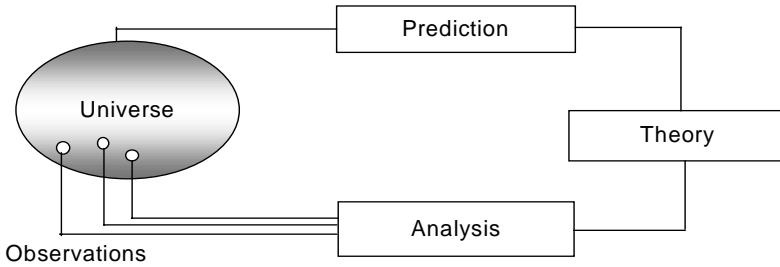 Prediction
Universe
Theory
Analysis
Observations